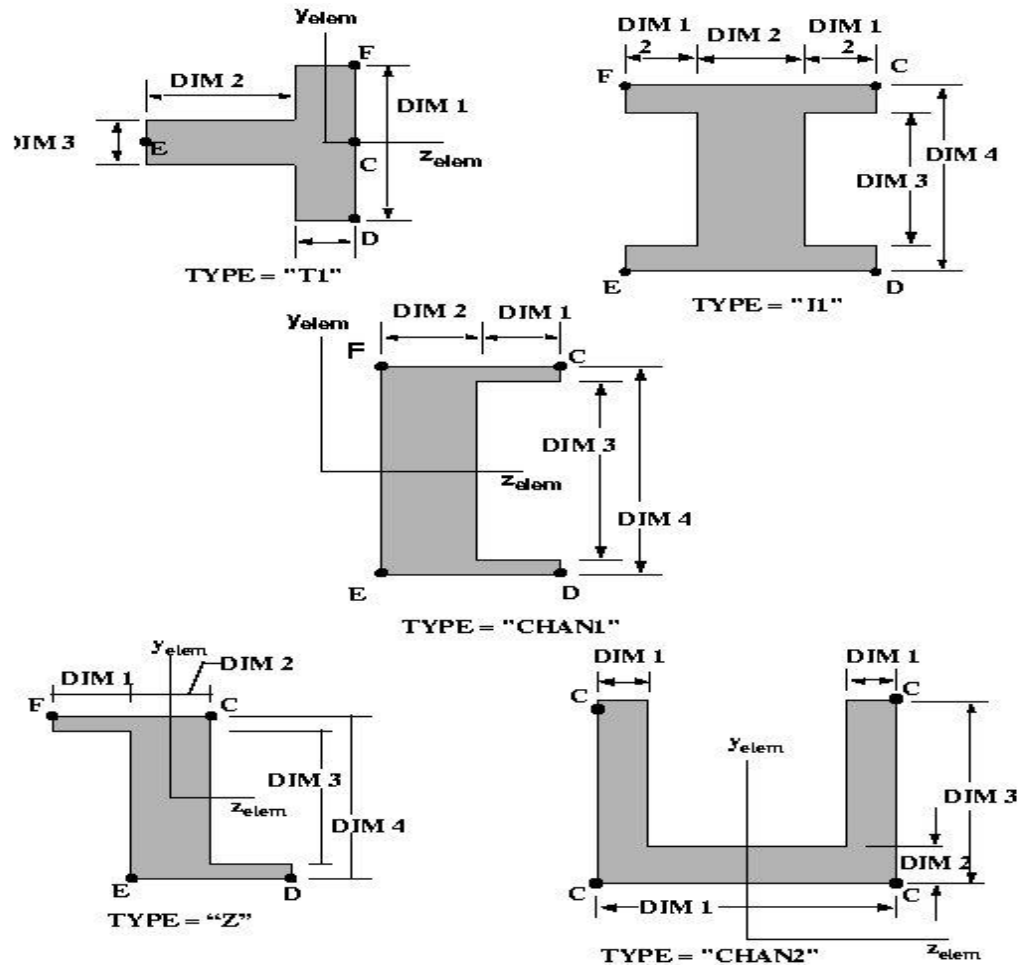 yelem
F
DIM 2
DIM 1
DIM 3
E
C
zelem
D
TYPE = "T1"
DIM 1 DIM 2 DIM 1
2 2
F C
DIM 4
DIM 3
E D
TYPE = "I1"
yelem
DIM 2 DIM 1
F C
DIM 3
zelem
DIM 4
E D
TYPE = "CHAN1"
yelem
DIM 2
DIM 1
F C
DIM 3
zelem
DIM 4
E D
TYPE = “Z”
DIM 1 DIM 1
C C
yelem
DIM 3
DIM 2
C C
DIM 1
TYPE = "CHAN2"
zelem